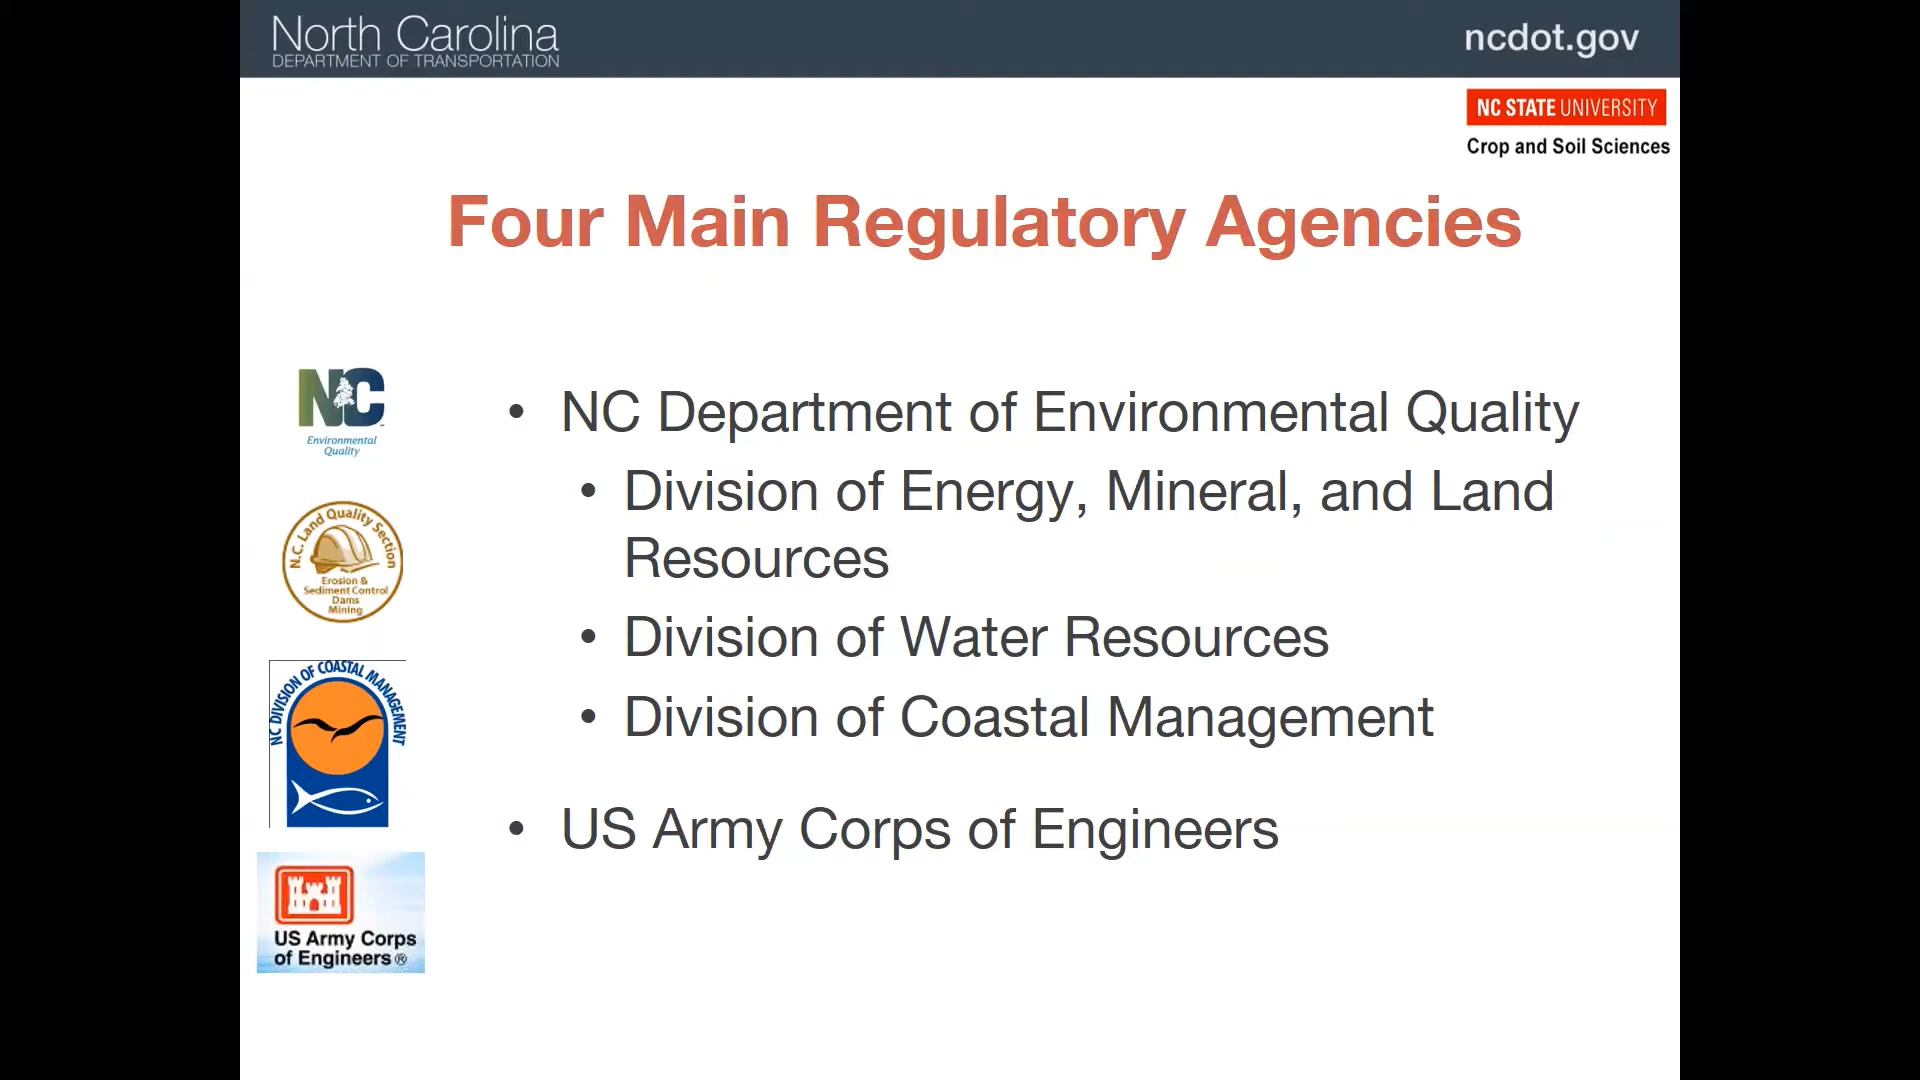 North Carolina
DEPARTMENT OF TRANSPORTATION
ncdot.gov
NC STATE UNIVERSITY
Crop and Soil Sciences
Four Main Regulatory Agencies
NC
Environmental
Quality
• NC Department of Environmental Quality
N.C. Land Quality Section
Erosion &
Sediment Control
Dams
Mining
• Division of Energy, Mineral, and Land
Resources
• Division of Water Resources
NC DIVISION OF COASTAL MANAGEMENT
• Division of Coastal Management
• US Army Corps of Engineers
US Army Corps
of Engineers®